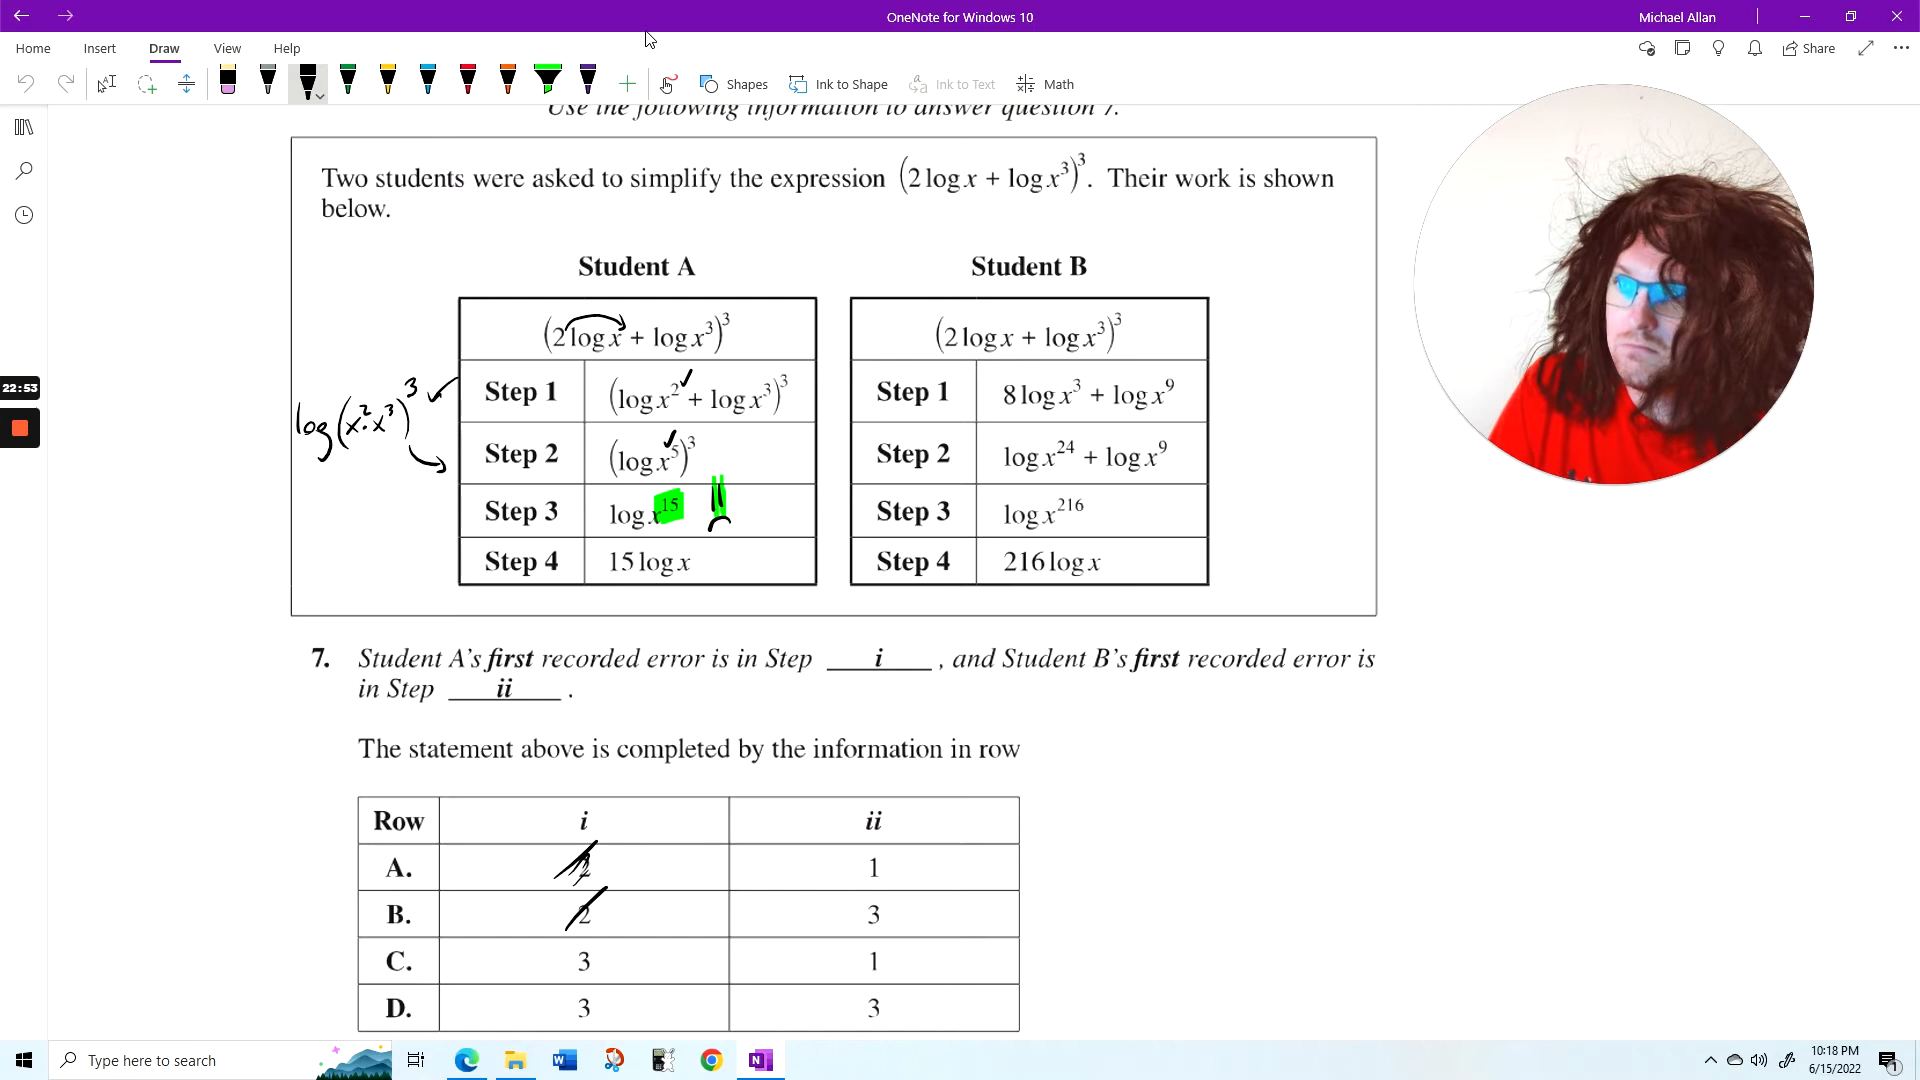 OneNote for Windows 10
Michael Allan
Home Insert Draw View Help
Share
Shapes Ink to Shape Ink to Text Math
Use the following information to answer question 7.
Two students were asked to simplify the expression (2 log x + log x³)³. Their work is shown
below.
Student A
(2 log x + log x³)³
Step 1 (log x² + log x³)³
Step 2 (log x⁵)³
Step 3 log x¹⁵
Step 4 15 log x
log(x²·x³)³
Student B
(2 log x + log x³)³
Step 1 8 log x³ + log x⁹
Step 2 log x²⁴ + log x⁹
Step 3 log x²¹⁶
Step 4 216 log x
22:53
7. Student A's first recorded error is in Step i , and Student B's first recorded error is
in Step ii .
The statement above is completed by the information in row
Row i ii
A. 2 1
B. 2 3
C. 3 1
D. 3 3
Type here to search
10:18 PM
6/15/2022
1